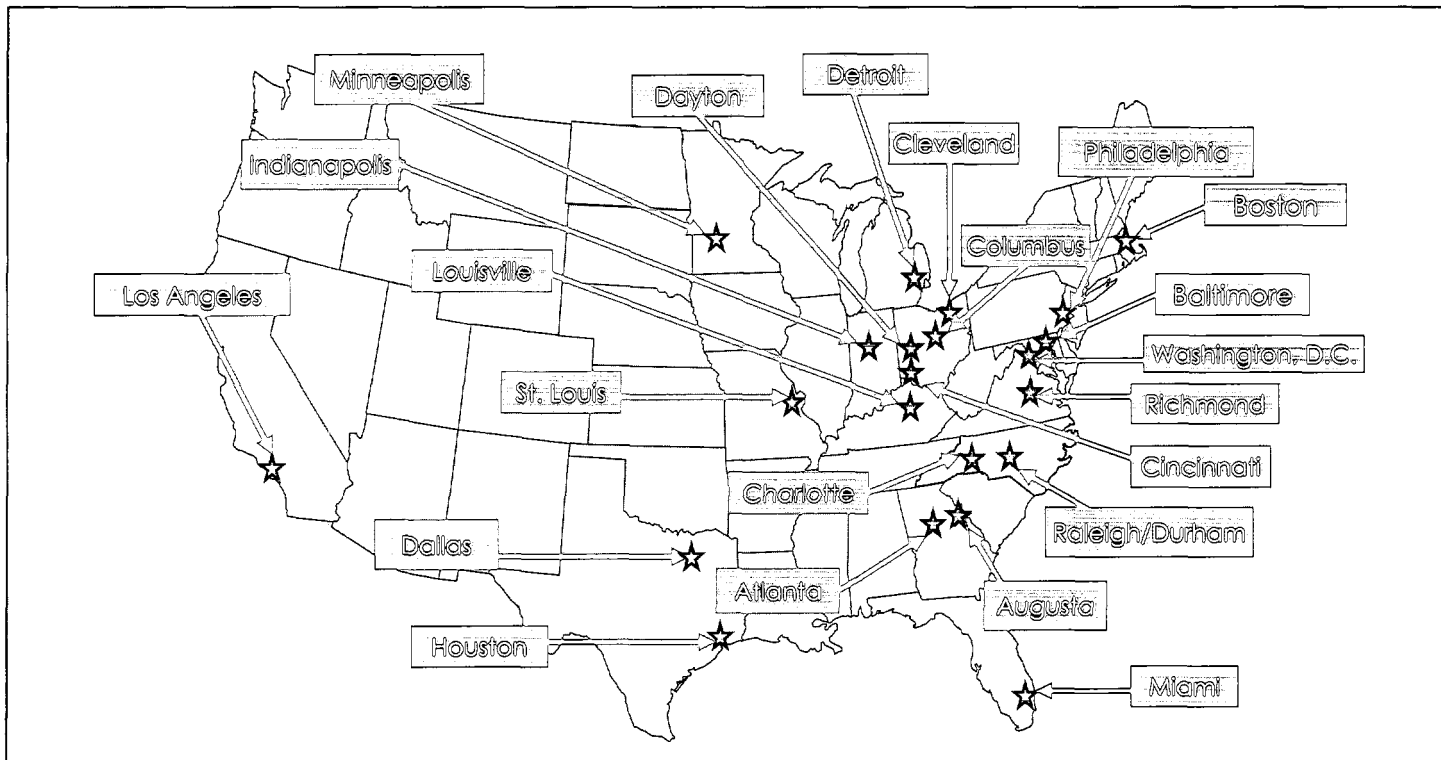 Minneapolis
Detroit
Dayton
Cleveland
Philadelphia
Indianapolis
Boston
Columbus
Louisville
Los Angeles
Baltimore
Washington, D.C.
St. Louis
Richmond
Cincinnati
Charlotte
Raleigh/Durham
Dallas
Atlanta
Augusta
Houston
Miami